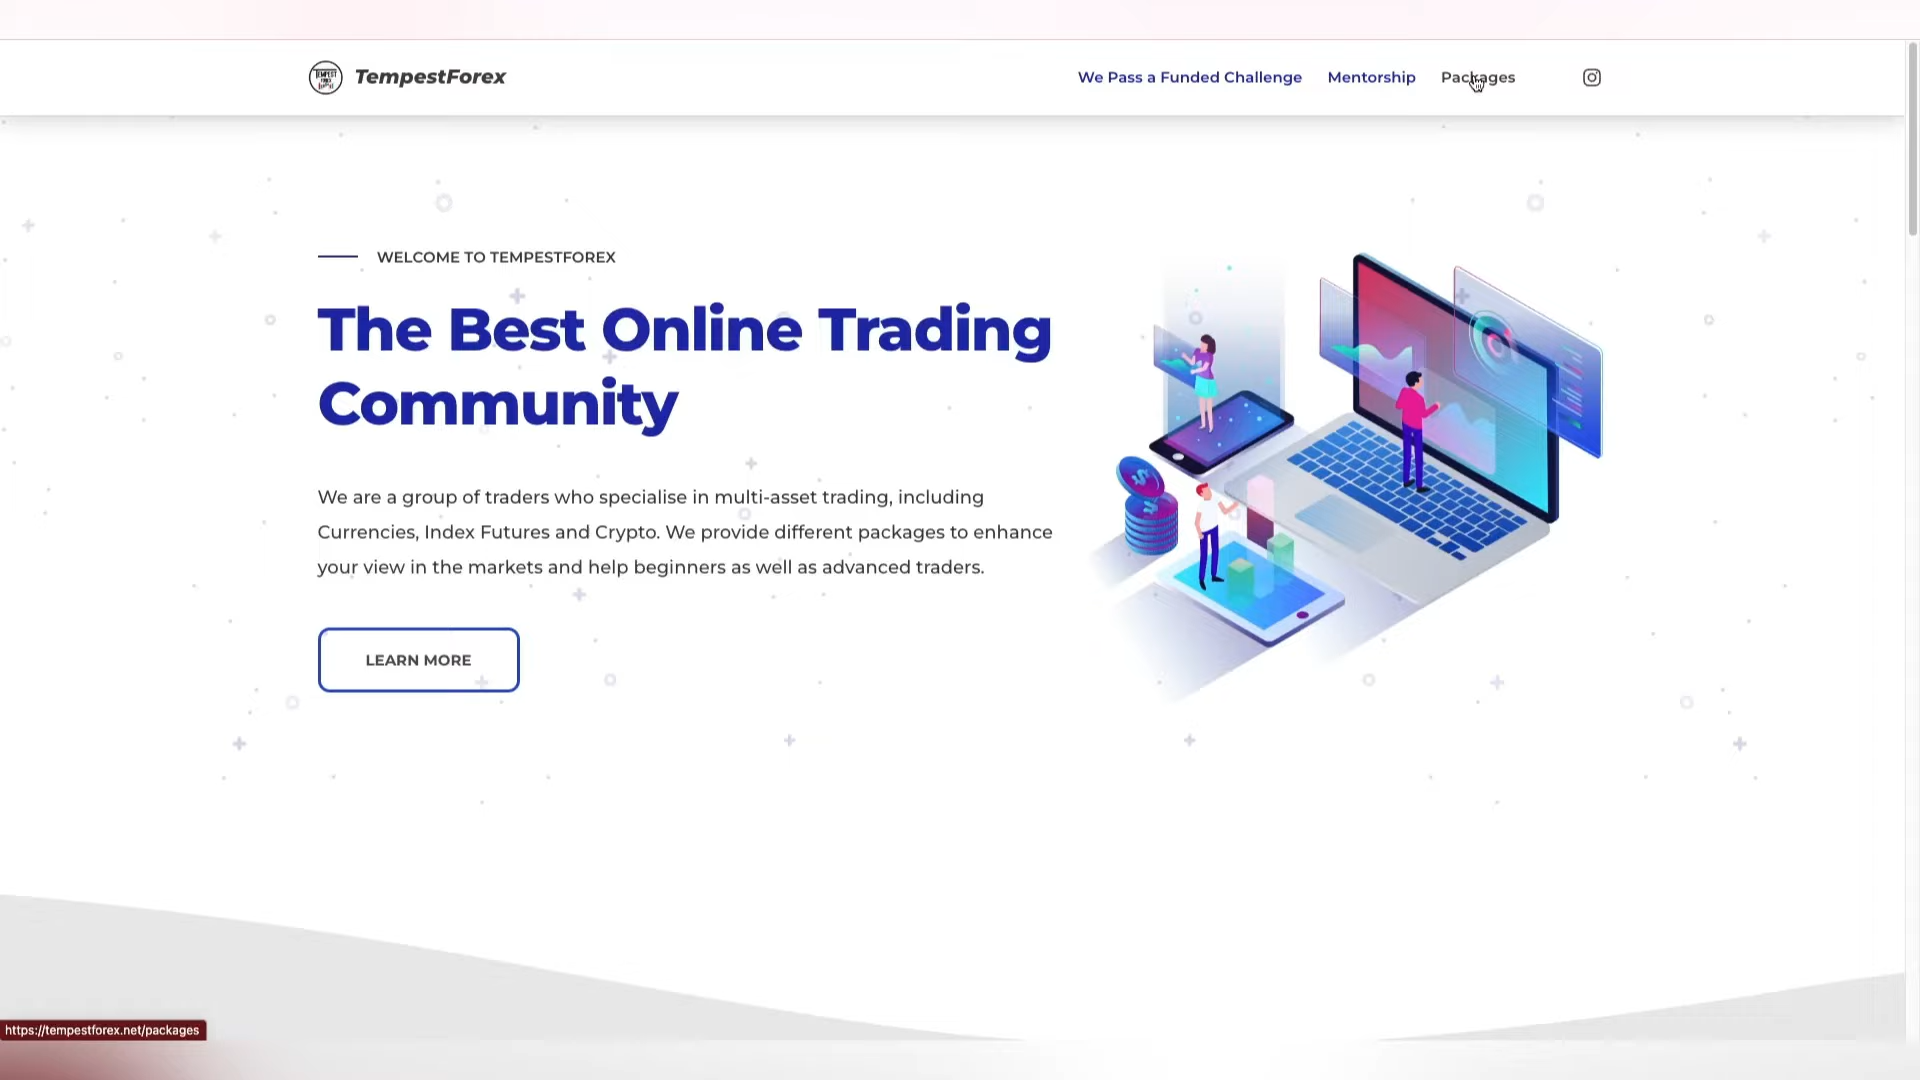 TempestForex
We Pass a Funded Challenge
Mentorship
Packages
WELCOME TO TEMPESTFOREX
The Best Online Trading
Community
We are a group of traders who specialise in multi-asset trading, including
Currencies, Index Futures and Crypto. We provide different packages to enhance
your view in the markets and help beginners as well as advanced traders.
LEARN MORE
https://tempestforex.net/packages